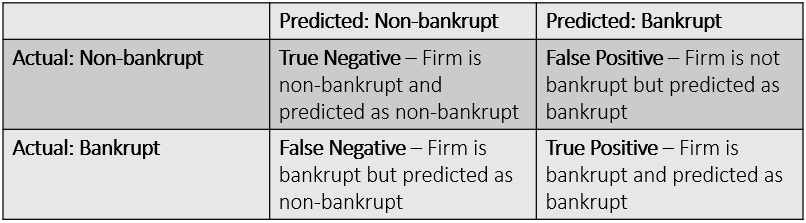 Predicted: Non-bankrupt
Predicted: Bankrupt
Actual: Non-bankrupt
True Negative – Firm is
non-bankrupt and
predicted as non-bankrupt
False Positive – Firm is not
bankrupt but predicted as
bankrupt
Actual: Bankrupt
False Negative – Firm is
bankrupt but predicted as
non-bankrupt
True Positive – Firm is
bankrupt and predicted as
bankrupt